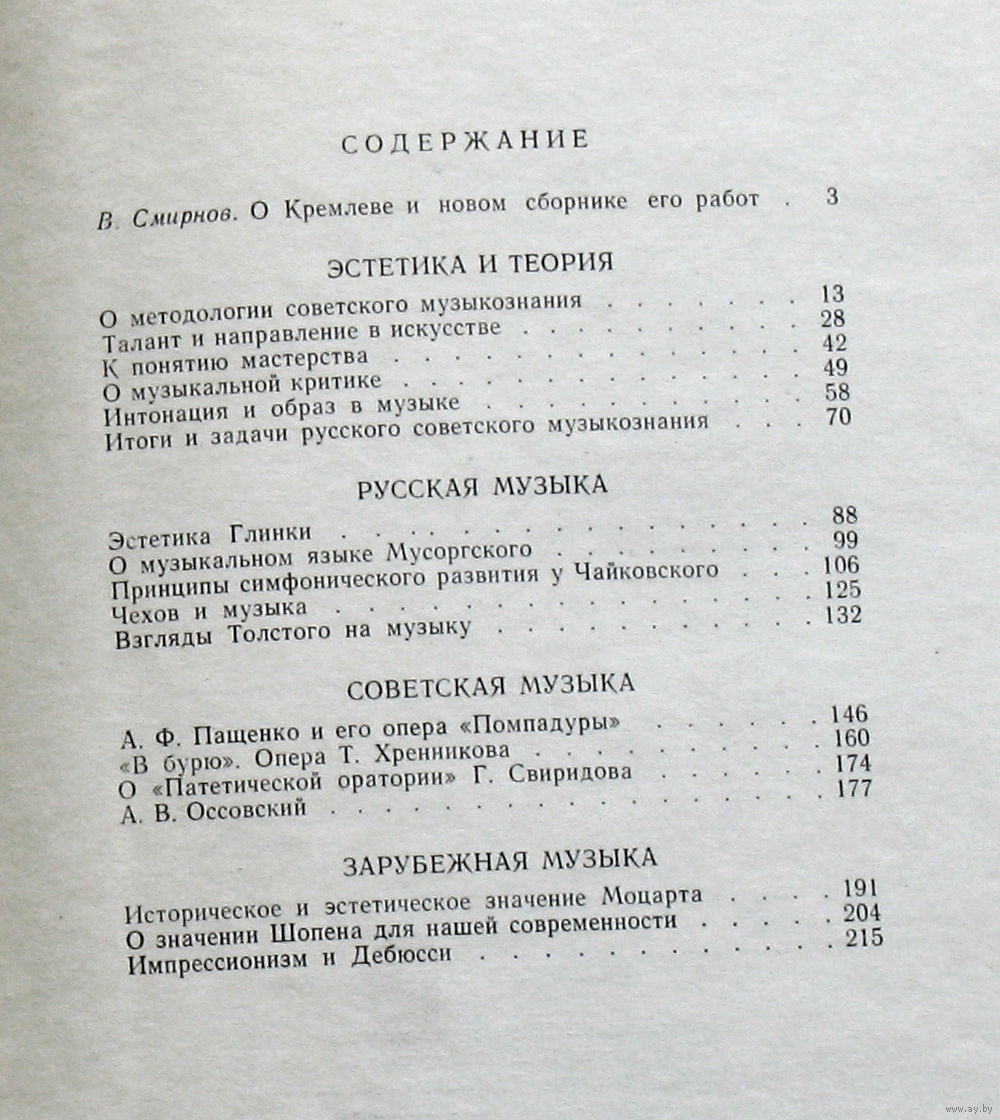 СОДЕРЖАНИЕ
В. Смирнов. О Кремлеве и новом сборнике его работ . 3
ЭСТЕТИКА И ТЕОРИЯ
О методологии советского музыкознания . . . . . . . 13
Талант и направление в искусстве . . . . . . . . . . 28
К понятию мастерства . . . . . . . . . . . . . . 42
О музыкальной критике . . . . . . . . . . . . . . 49
Интонация и образ в музыке . . . . . . . . . . . 58
Итоги и задачи русского советского музыкознания . . . 70
РУССКАЯ МУЗЫКА
Эстетика Глинки . . . . . . . . . . . . . . . 88
О музыкальном языке Мусоргского . . . . . . . . . 99
Принципы симфонического развития у Чайковского . . . 106
Чехов и музыка . . . . . . . . . . . . . . . . 125
Взгляды Толстого на музыку . . . . . . . . . . . 132
СОВЕТСКАЯ МУЗЫКА
А. Ф. Пащенко и его опера «Помпадуры» . . . . . . 146
«В бурю». Опера Т. Хренникова . . . . . . . . . . 160
О «Патетической оратории» Г. Свиридова . . . . . . 174
А. В. Оссовский . . . . . . . . . . . . . . . . . 177
ЗАРУБЕЖНАЯ МУЗЫКА
Историческое и эстетическое значение Моцарта . . . . 191
О значении Шопена для нашей современности . . . . . 204
Импрессионизм и Дебюсси . . . . . . . . . . . . . 215
www.ay.by